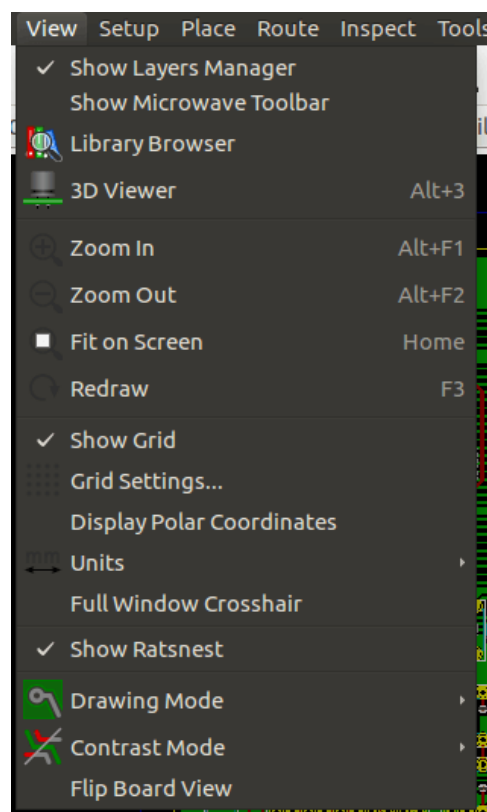 View Setup Place Route Inspect Tools
Show Layers Manager
Show Microwave Toolbar
Library Browser
3D Viewer Alt+3
Zoom In Alt+F1
Zoom Out Alt+F2
Fit on Screen Home
Redraw F3
Show Grid
Grid Settings...
Display Polar Coordinates
mm
Units
Full Window Crosshair
Show Ratsnest
Drawing Mode
Contrast Mode
Flip Board View